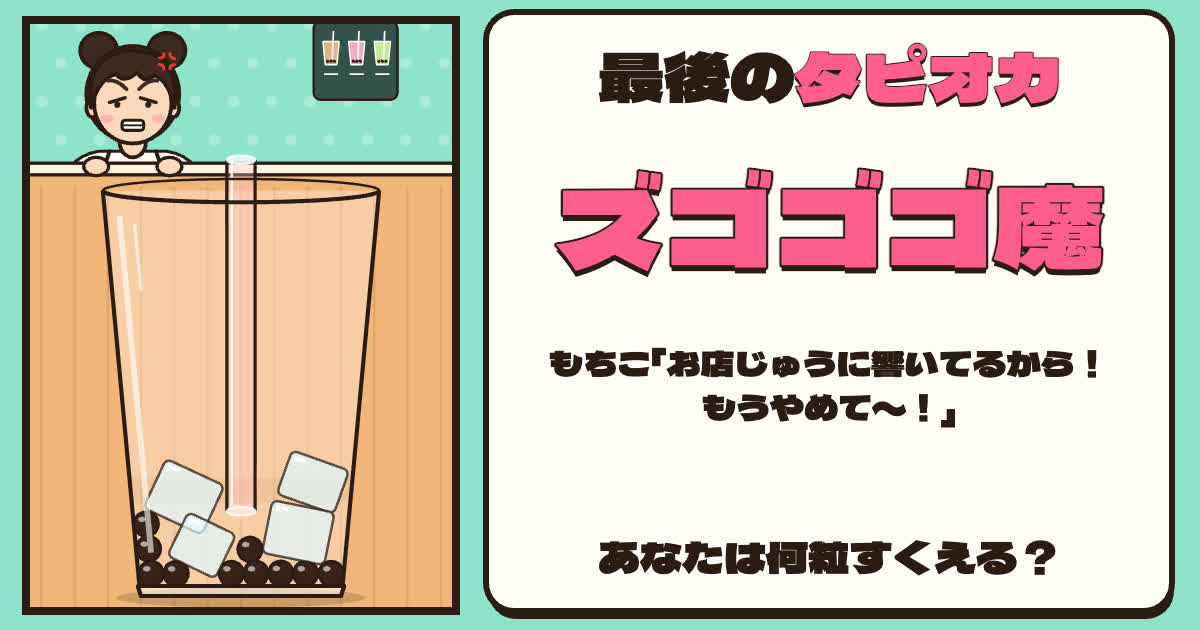 最後のタピオカ
ズゴゴゴ魔
もちこ「お店じゅうに響いてるから！
もうやめて〜！」
あなたは何粒すくえる？